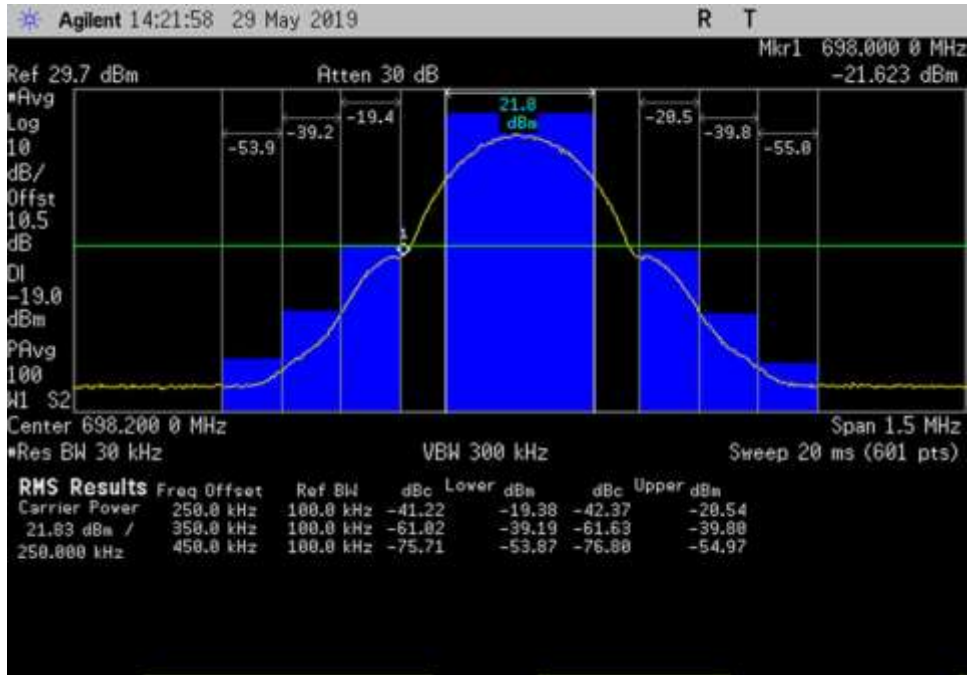 Agilent 14:21:58 29 May 2019 R T
Mkr1 698.000 0 MHz
Ref 29.7 dBm Atten 30 dB -21.623 dBm
#Avg
Log
10
dB/
Offst
10.5
dB
DI
-19.0
dBm
PAvg
100
W1 S2
-53.9
-39.2
-19.4
21.8
dBm
-20.5
-39.8
-55.0
1
Center 698.200 0 MHz Span 1.5 MHz
#Res BW 30 kHz VBW 300 kHz Sweep 20 ms (601 pts)
RMS Results Freq Offset Ref BW dBc Lower dBm dBc Upper dBm
Carrier Power 250.0 kHz 100.0 kHz -41.22 -19.38 -42.37 -20.54
21.83 dBm / 350.0 kHz 100.0 kHz -61.02 -39.19 -61.63 -39.80
250.000 kHz 450.0 kHz 100.0 kHz -75.71 -53.87 -76.80 -54.97